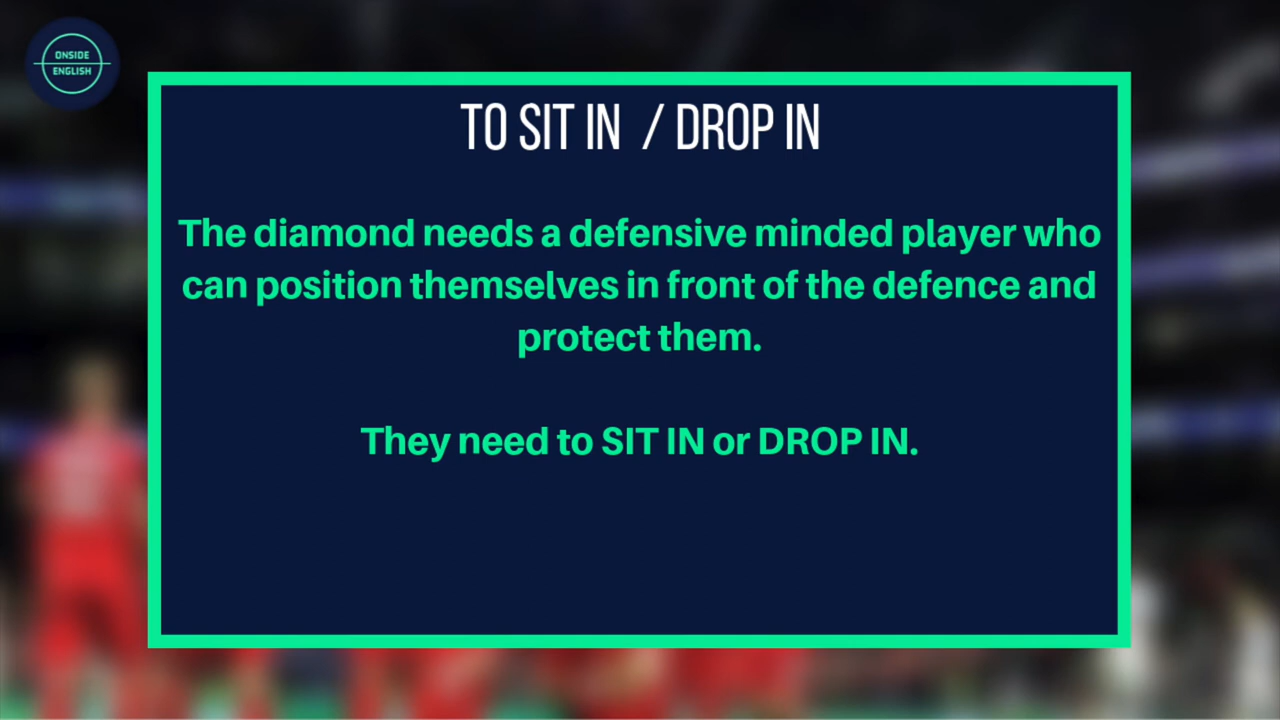 ONSIDE
ENGLISH
TO SIT IN / DROP IN
The diamond needs a defensive minded player who
can position themselves in front of the defence and
protect them.
They need to SIT IN or DROP IN.